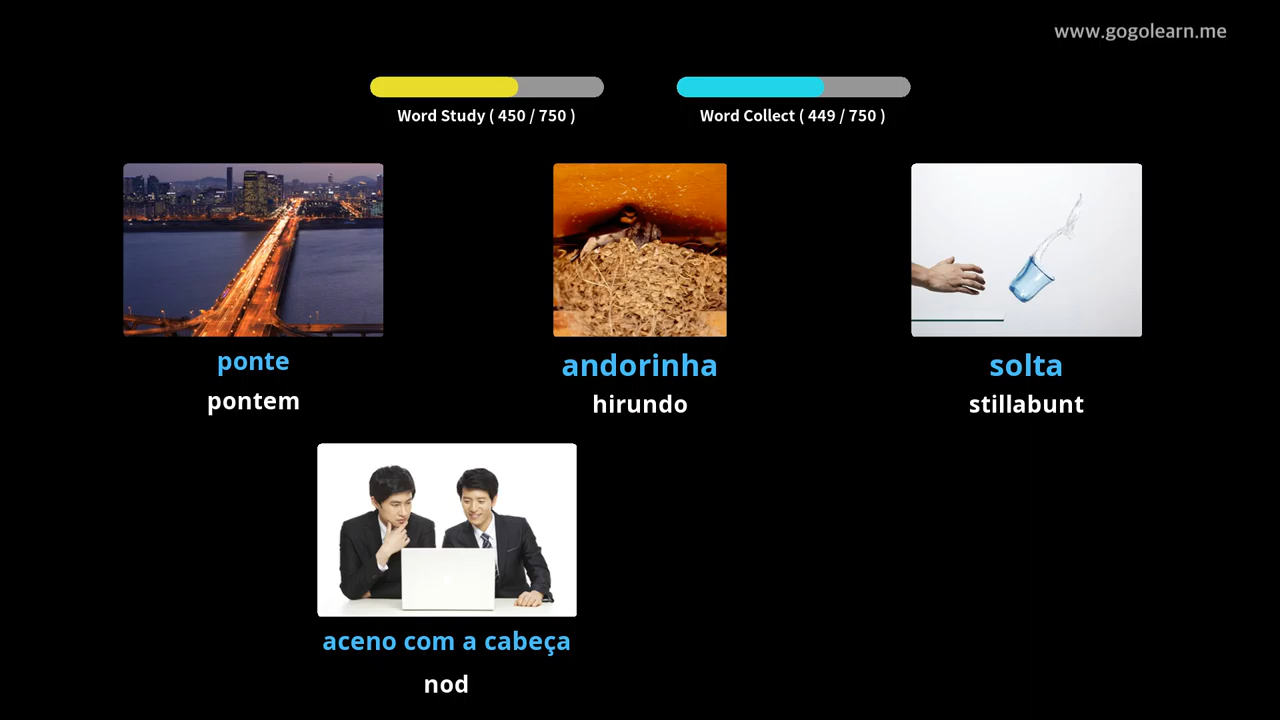 www.gogolearn.me
Word Study ( 450 / 750 )
Word Collect ( 449 / 750 )
ponte
pontem
andorinha
hirundo
solta
stillabunt
aceno com a cabeça
nod